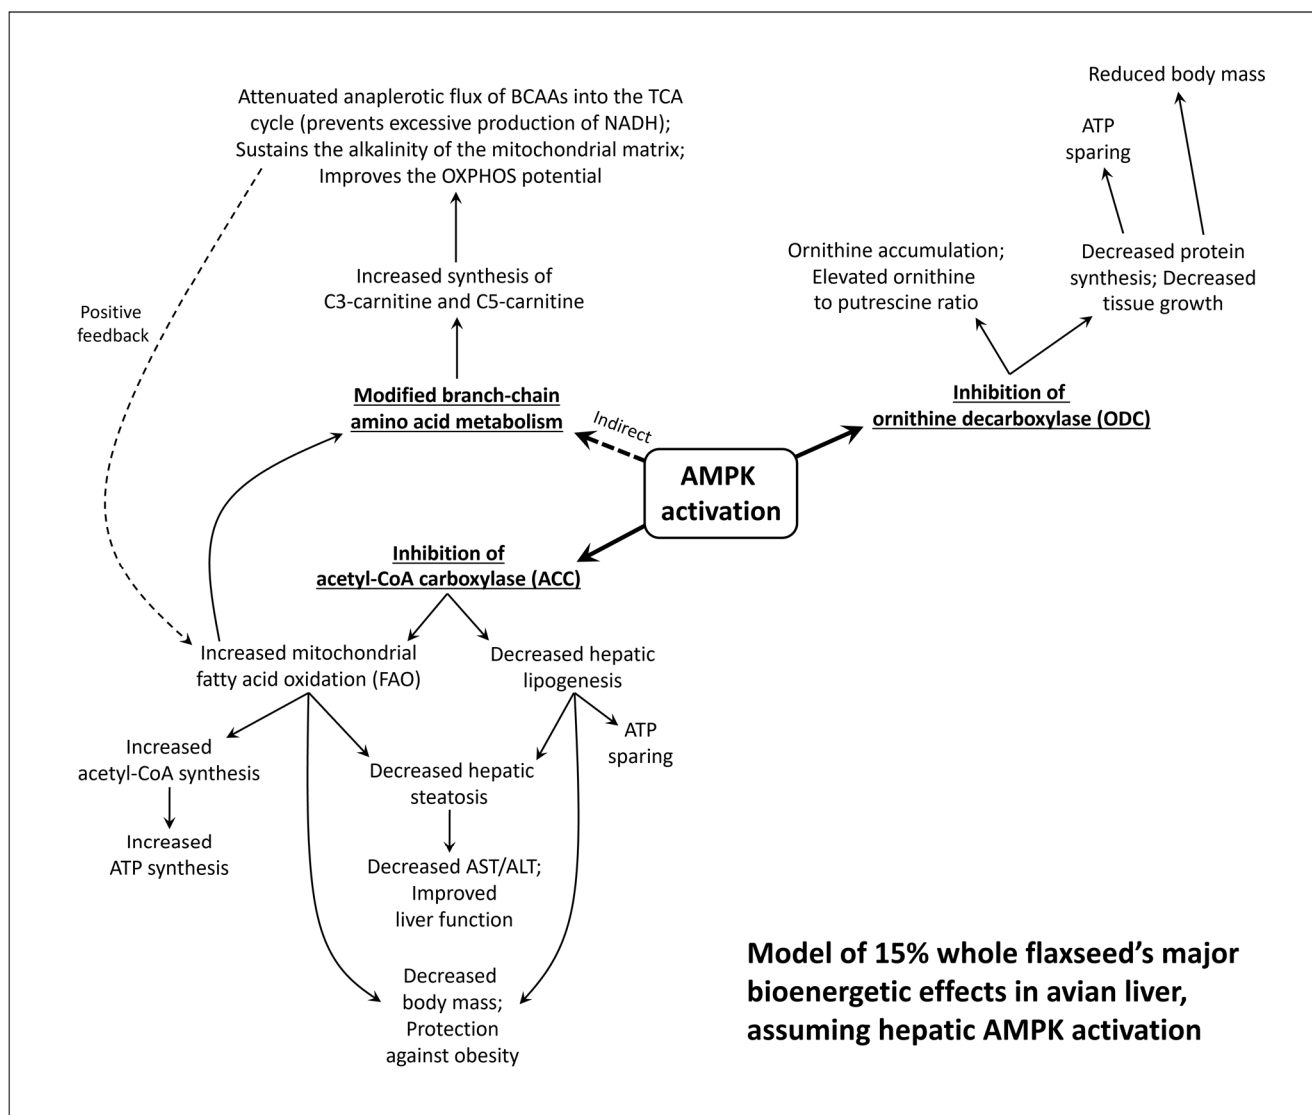 Reduced body mass
Attenuated anaplerotic flux of BCAAs into the TCA
cycle (prevents excessive production of NADH);
Sustains the alkalinity of the mitochondrial matrix;
Improves the OXPHOS potential
ATP
sparing
Ornithine accumulation;
Elevated ornithine
to putrescine ratio
Decreased protein
synthesis; Decreased
tissue growth
Increased synthesis of
C3-carnitine and C5-carnitine
Positive
feedback
Modified branch-chain
amino acid metabolism
Indirect
Inhibition of
ornithine decarboxylase (ODC)
AMPK
activation
Inhibition of
acetyl-CoA carboxylase (ACC)
Increased mitochondrial
fatty acid oxidation (FAO)
Decreased hepatic
lipogenesis
ATP
sparing
Increased
acetyl-CoA synthesis
Decreased hepatic
steatosis
Increased
ATP synthesis
Decreased AST/ALT;
Improved
liver function
Decreased
body mass;
Protection
against obesity
Model of 15% whole flaxseed’s major
bioenergetic effects in avian liver,
assuming hepatic AMPK activation